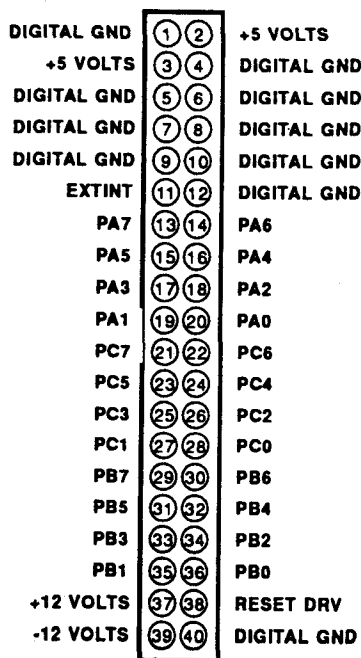 DIGITAL GND 1 2 +5 VOLTS
+5 VOLTS 3 4 DIGITAL GND
DIGITAL GND 5 6 DIGITAL GND
DIGITAL GND 7 8 DIGITAL GND
DIGITAL GND 9 10 DIGITAL GND
EXTINT 11 12 DIGITAL GND
PA7 13 14 PA6
PA5 15 16 PA4
PA3 17 18 PA2
PA1 19 20 PA0
PC7 21 22 PC6
PC5 23 24 PC4
PC3 25 26 PC2
PC1 27 28 PC0
PB7 29 30 PB6
PB5 31 32 PB4
PB3 33 34 PB2
PB1 35 36 PB0
+12 VOLTS 37 38 RESET DRV
-12 VOLTS 39 40 DIGITAL GND